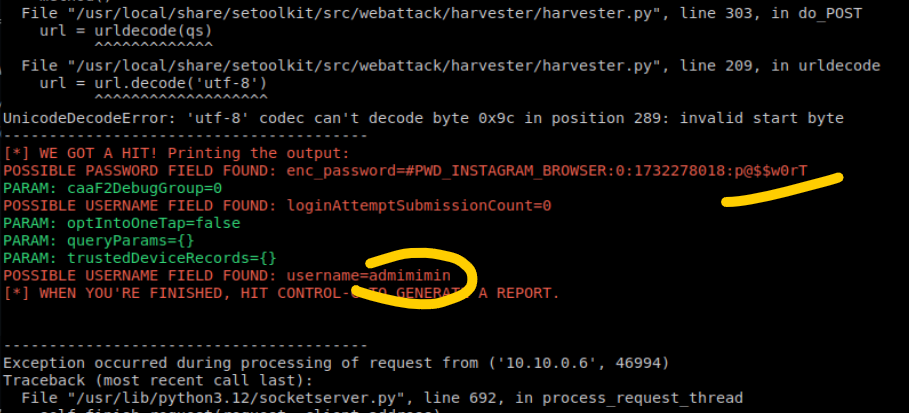 File "/usr/local/share/setoolkit/src/webattack/harvester/harvester.py", line 303, in do_POST
url = urldecode(qs)
^^^^^^^^^^^^^
File "/usr/local/share/setoolkit/src/webattack/harvester/harvester.py", line 209, in urldecode
url = url.decode('utf-8')
^^^^^^^^^^^^^^^^^^^
UnicodeDecodeError: 'utf-8' codec can't decode byte 0x9c in position 289: invalid start byte
----------------------------------------
[*] WE GOT A HIT! Printing the output:
POSSIBLE PASSWORD FIELD FOUND: enc_password=#PWD_INSTAGRAM_BROWSER:0:1732278018:p@$$w0rT
PARAM: caaF2DebugGroup=0
POSSIBLE USERNAME FIELD FOUND: loginAttemptSubmissionCount=0
PARAM: optIntoOneTap=false
PARAM: queryParams={}
PARAM: trustedDeviceRecords={}
POSSIBLE USERNAME FIELD FOUND: username=admimimin
[*] WHEN YOU'RE FINISHED, HIT CONTROL-C TO GENERATE A REPORT.
----------------------------------------
Exception occurred during processing of request from ('10.10.0.6', 46994)
Traceback (most recent call last):
File "/usr/lib/python3.12/socketserver.py", line 692, in process_request_thread